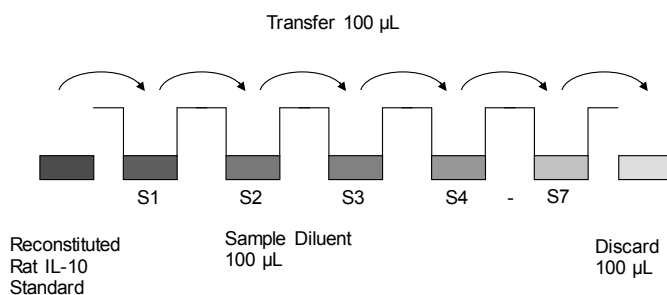 Transfer 100 µL
S1 S2 S3 S4 - S7
Reconstituted
Rat IL-10
Standard
Sample Diluent
100 µL
Discard
100 µL